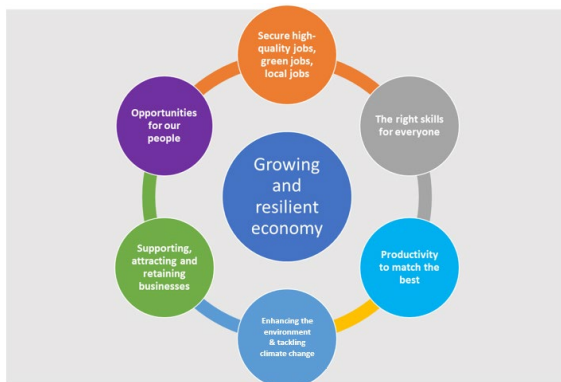 Secure high-
quality jobs,
green jobs,
local jobs
The right skills
for everyone
Productivity
to match the
best
Enhancing the
environment
& tackling
climate change
Supporting,
attracting and
retaining
businesses
Opportunities
for our
people
Growing
and
resilient
economy